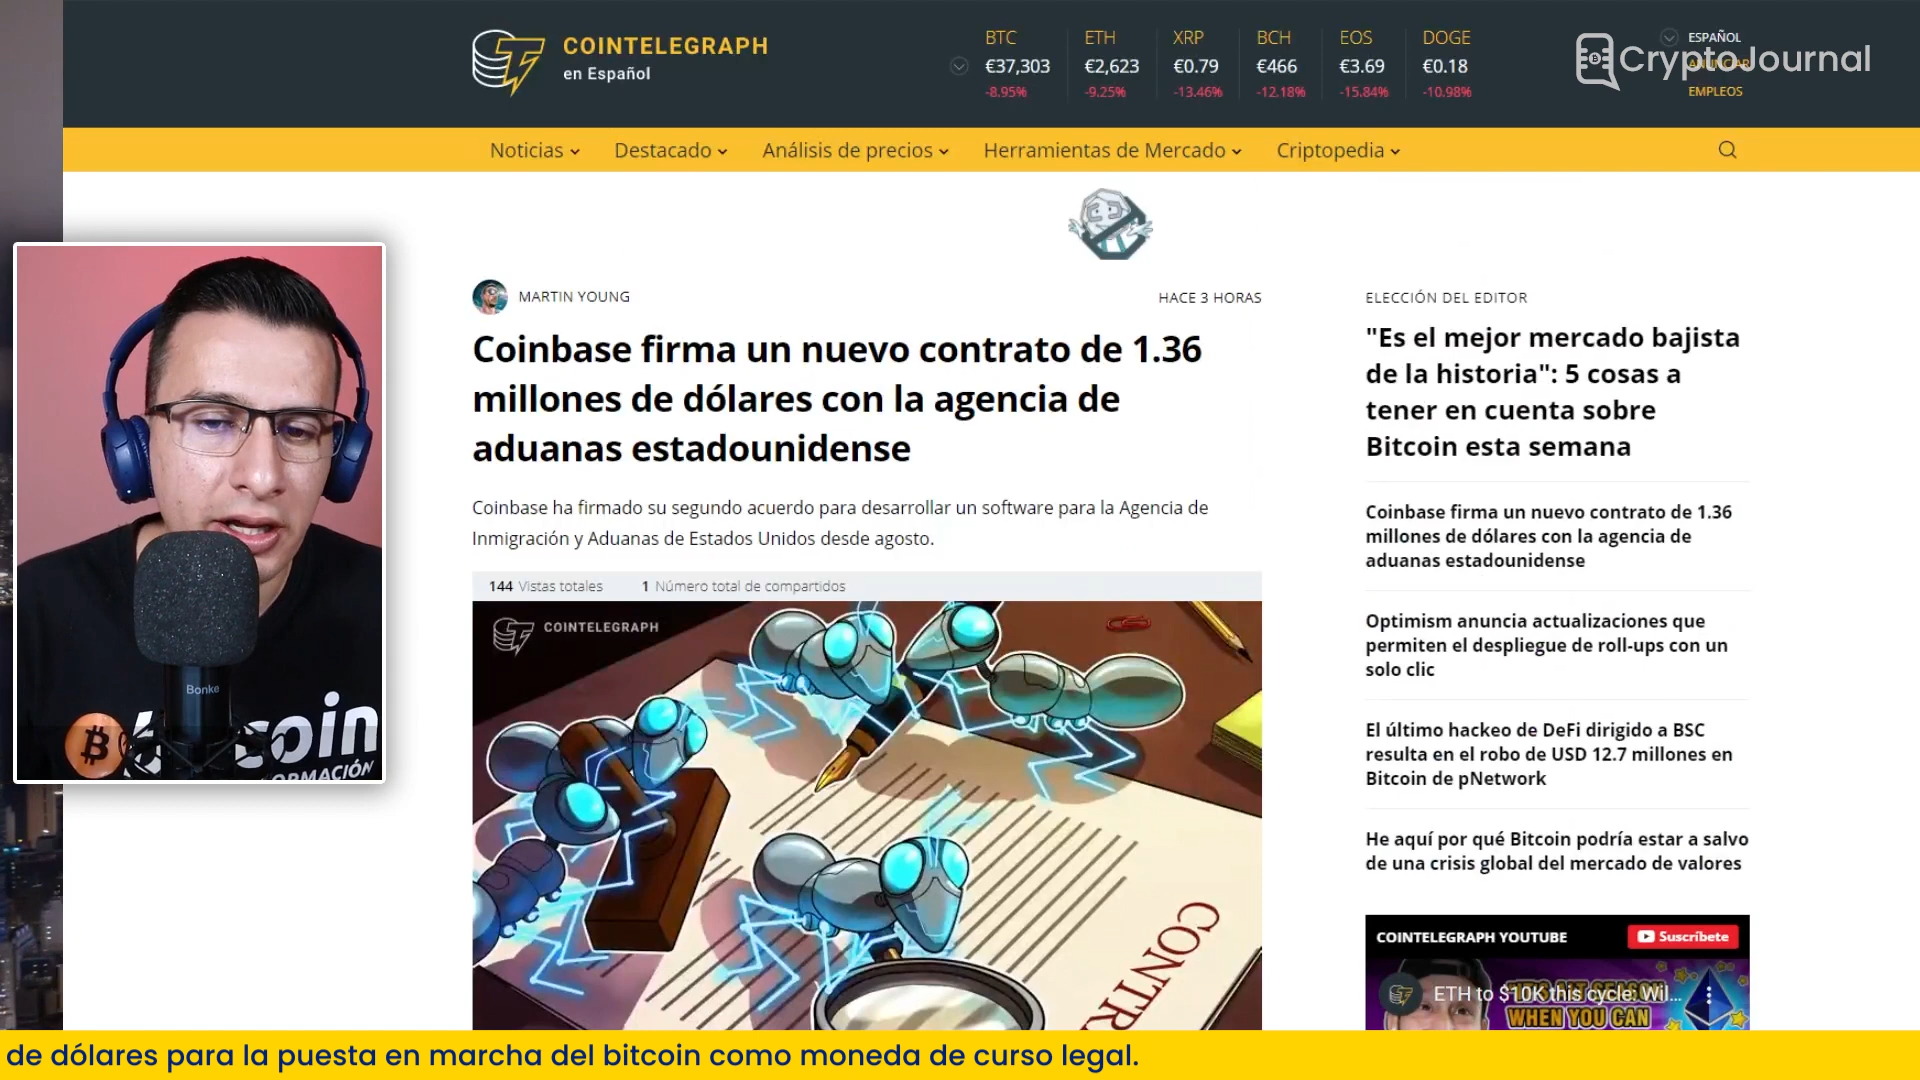 COINTELEGRAPH
en Español
BTC
€37,303
-8.95%
ETH
€2,623
-9.25%
XRP
€0.79
-13.46%
BCH
€466
-12.18%
EOS
€3.69
-15.84%
DOGE
€0.18
-10.98%
ESPAÑOL
ANUNCIAR
EMPLEOS
CryptoJournal
Noticias
Destacado
Análisis de precios
Herramientas de Mercado
Criptopedia
MARTIN YOUNG
HACE 3 HORAS
Coinbase firma un nuevo contrato de 1.36
millones de dólares con la agencia de
aduanas estadounidense
Coinbase ha firmado su segundo acuerdo para desarrollar un software para la Agencia de
Inmigración y Aduanas de Estados Unidos desde agosto.
144 Vistas totales
1 Número total de compartidos
COINTELEGRAPH
CONTR
ELECCIÓN DEL EDITOR
"Es el mejor mercado bajista
de la historia": 5 cosas a
tener en cuenta sobre
Bitcoin esta semana
Coinbase firma un nuevo contrato de 1.36
millones de dólares con la agencia de
aduanas estadounidense
Optimism anuncia actualizaciones que
permiten el despliegue de roll-ups con un
solo clic
El último hackeo de DeFi dirigido a BSC
resulta en el robo de USD 12.7 millones en
Bitcoin de pNetwork
He aquí por qué Bitcoin podría estar a salvo
de una crisis global del mercado de valores
COINTELEGRAPH YOUTUBE
Suscríbete
ETH to $10K this cycle: Wil...
WHEN YOU CAN
Bonke
coin
ORMACIÓN
de dólares para la puesta en marcha del bitcoin como moneda de curso legal.